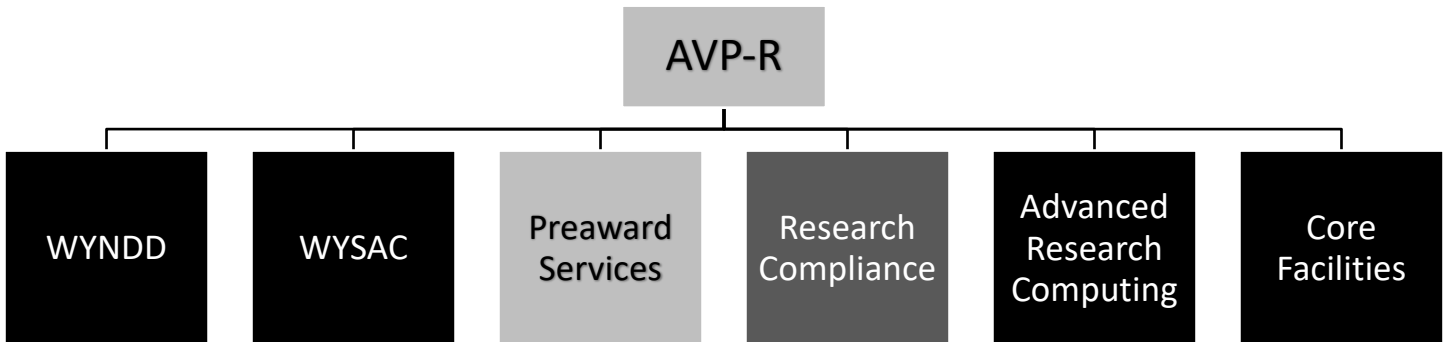 AVP-R
WYNDD
WYSAC
Preaward
Services
Research
Compliance
Advanced
Research
Computing
Core
Facilities